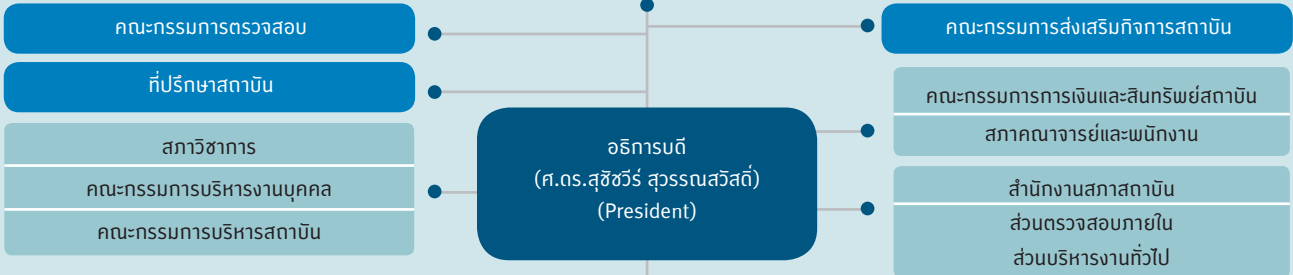 คณะกรรมการตรวจสอบ
ที่ปรึกษาสถาบัน
สภาวิชาการ
คณะกรรมการบริหารงานบุคคล
คณะกรรมการบริหารสถาบัน
อธิการบดี
(ศ.ดร.สุชัชวีร์ สุวรรณสวัสดิ์)
(President)
คณะกรรมการส่งเสริมกิจการสถาบัน
คณะกรรมการการเงินและสินทรัพย์สถาบัน
สภาคณาจารย์และพนักงาน
สำนักงานสภาสถาบัน
ส่วนตรวจสอบภายใน
ส่วนบริหารงานทั่วไป